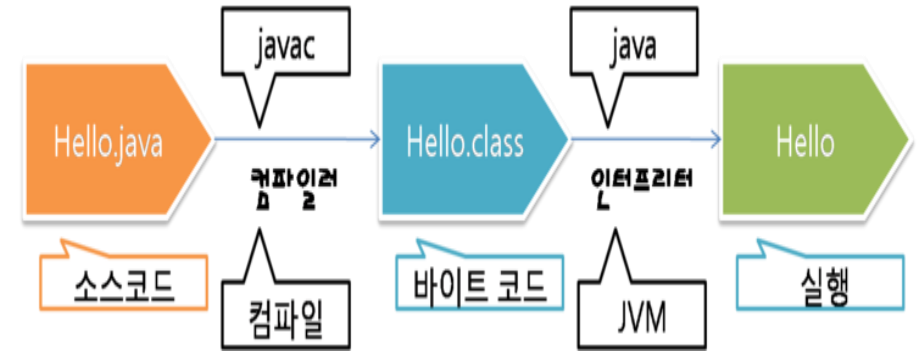 javac
java
Hello.java
Hello.class
Hello
컴파일러
인터프리터
소스코드
컴파일
바이트 코드
JVM
실행